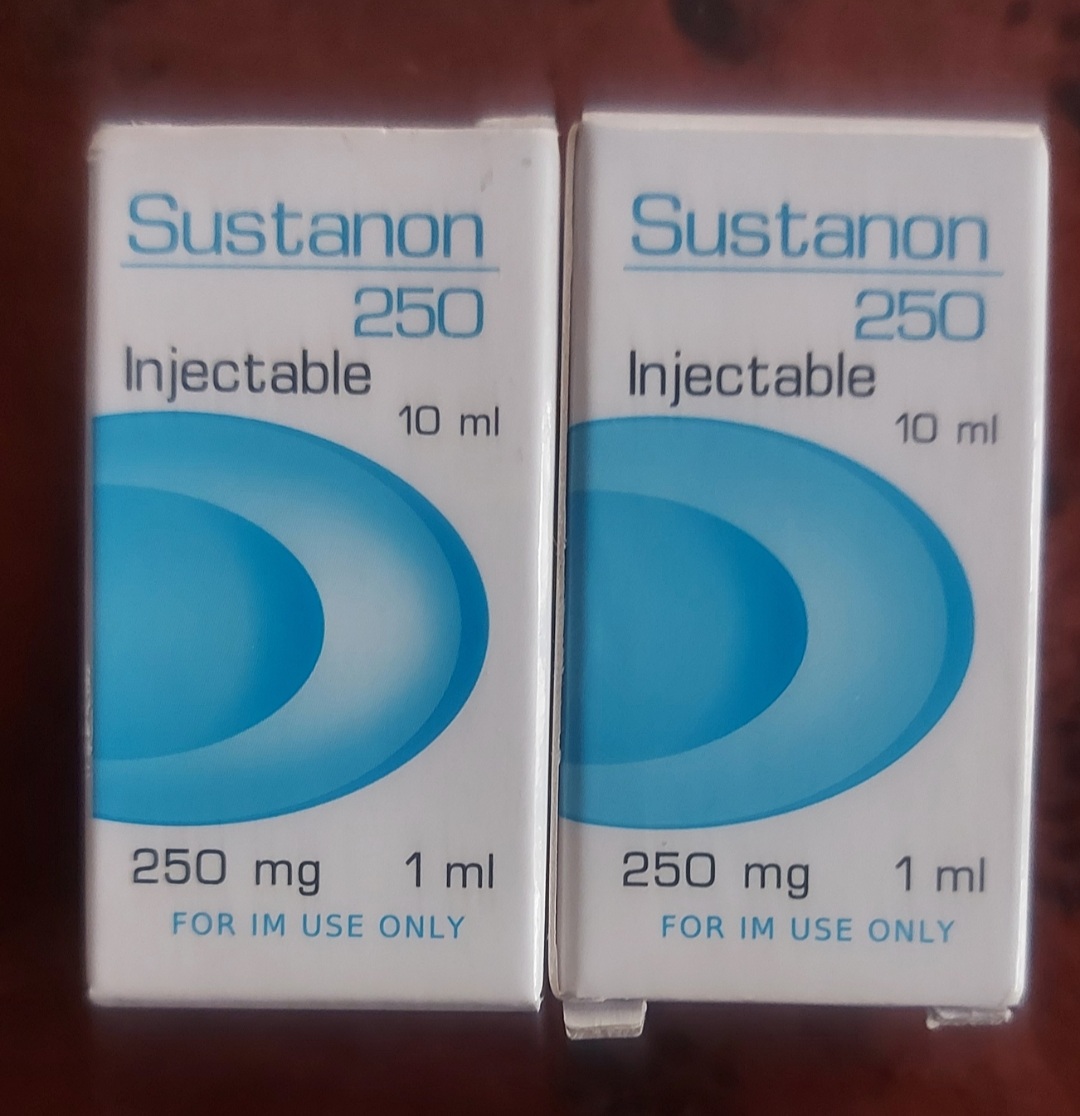 Sustanon
250
Injectable
10 ml
250 mg 1 ml
FOR IM USE ONLY
Sustanon
250
Injectable
10 ml
250 mg 1 ml
FOR IM USE ONLY